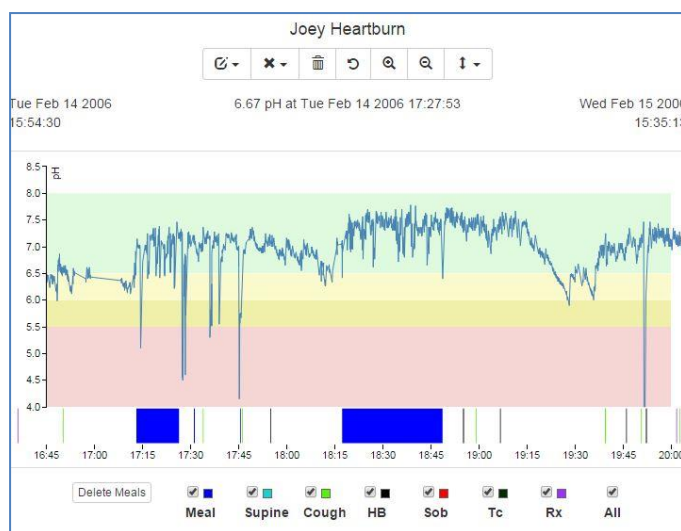 Joey Heartburn
Tue Feb 14 2006
15:54:30
6.67 pH at Tue Feb 14 2006 17:27:53
Wed Feb 15 2006
15:35:13
pH
8.5
8.0
7.5
7.0
6.5
6.0
5.5
5.0
4.5
4.0
16:45 17:00 17:15 17:30 17:45 18:00 18:15 18:30 18:45 19:00 19:15 19:30 19:45 20:00
Delete Meals
Meal Supine Cough HB Sob Tc Rx All